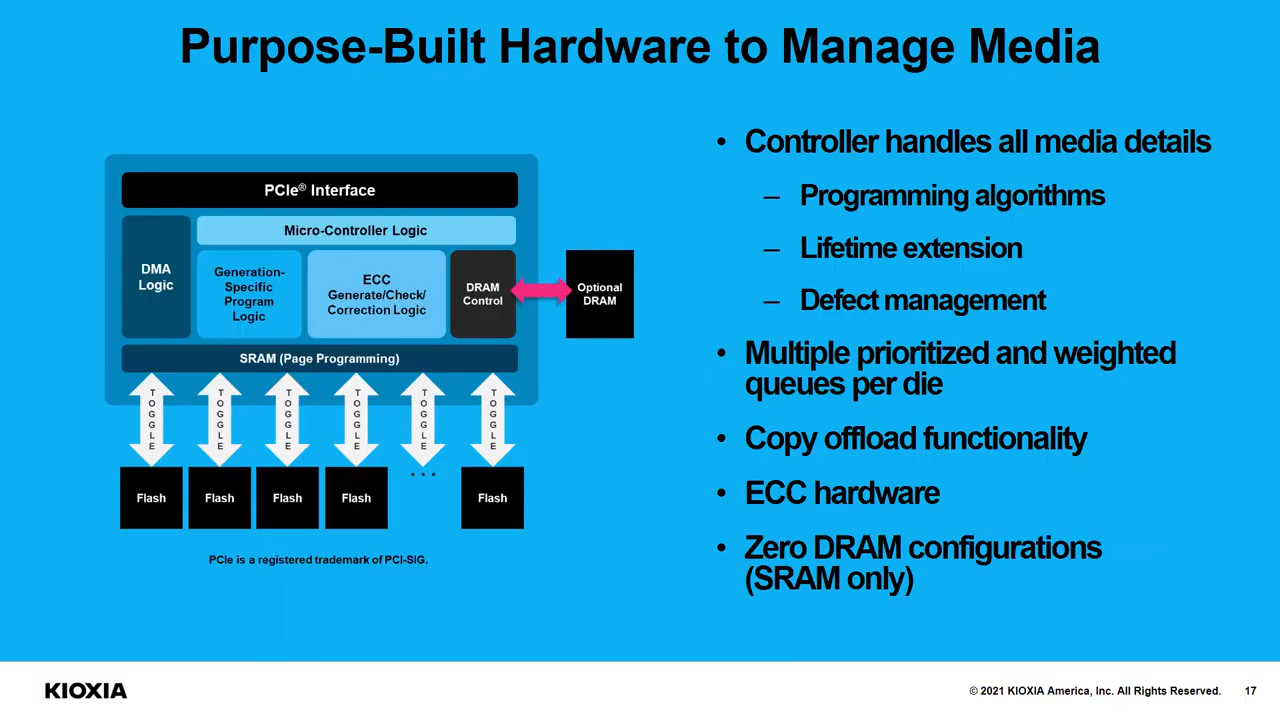 Purpose-Built Hardware to Manage Media
PCIe® Interface
Micro-Controller Logic
DMA
Logic
Generation-
Specific
Program
Logic
ECC
Generate/Check/
Correction Logic
DRAM
Control
Optional
DRAM
SRAM (Page Programming)
TOGGLE
TOGGLE
TOGGLE
TOGGLE
TOGGLE
TOGGLE
Flash
Flash
Flash
Flash
. . .
Flash
PCIe is a registered trademark of PCI-SIG.
• Controller handles all media details
– Programming algorithms
– Lifetime extension
– Defect management
• Multiple prioritized and weighted
queues per die
• Copy offload functionality
• ECC hardware
• Zero DRAM configurations
(SRAM only)
KIOXIA
© 2021 KIOXIA America, Inc. All Rights Reserved.
17